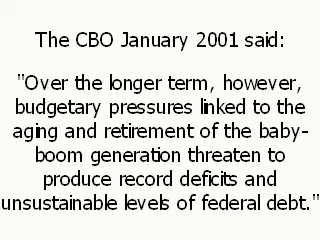 The CBO January 2001 said:
"Over the longer term, however,
budgetary pressures linked to the
aging and retirement of the baby-
boom generation threaten to
produce record deficits and
unsustainable levels of federal debt."